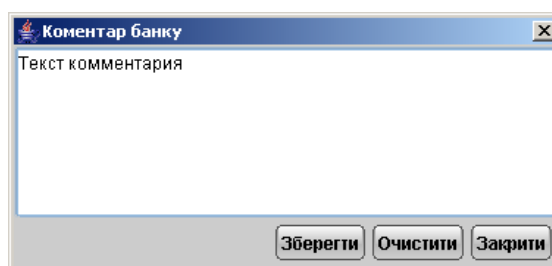 Коментар банку
Текст комментария
Зберегти Очистити Закрити